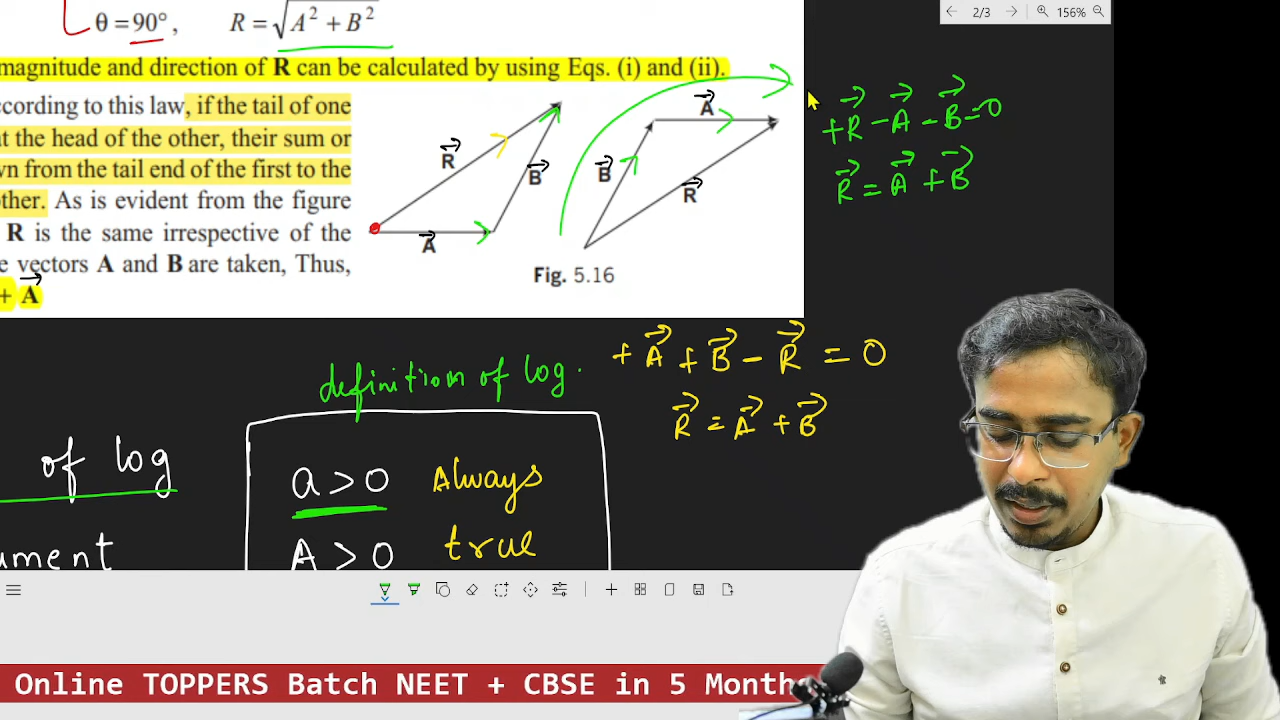 2/3
156%
θ = 90°, R = √A² + B²
magnitude and direction of R can be calculated by using Eqs. (i) and (ii).
ccording to this law, if the tail of one
at the head of the other, their sum or
wn from the tail end of the first to the
other. As is evident from the figure
R is the same irrespective of the
e vectors A and B are taken, Thus,
+ A⃗
R⃗
B⃗
A⃗
A⃗
B⃗
R⃗
Fig. 5.16
+R⃗ - A⃗ - B⃗ = 0
R⃗ = A⃗ + B⃗
+ A⃗ + B⃗ - R⃗ = 0
R⃗ = A⃗ + B⃗
definition of log.
of log
a > 0 Always
ument
A > 0 true
Online TOPPERS Batch NEET + CBSE in 5 Month